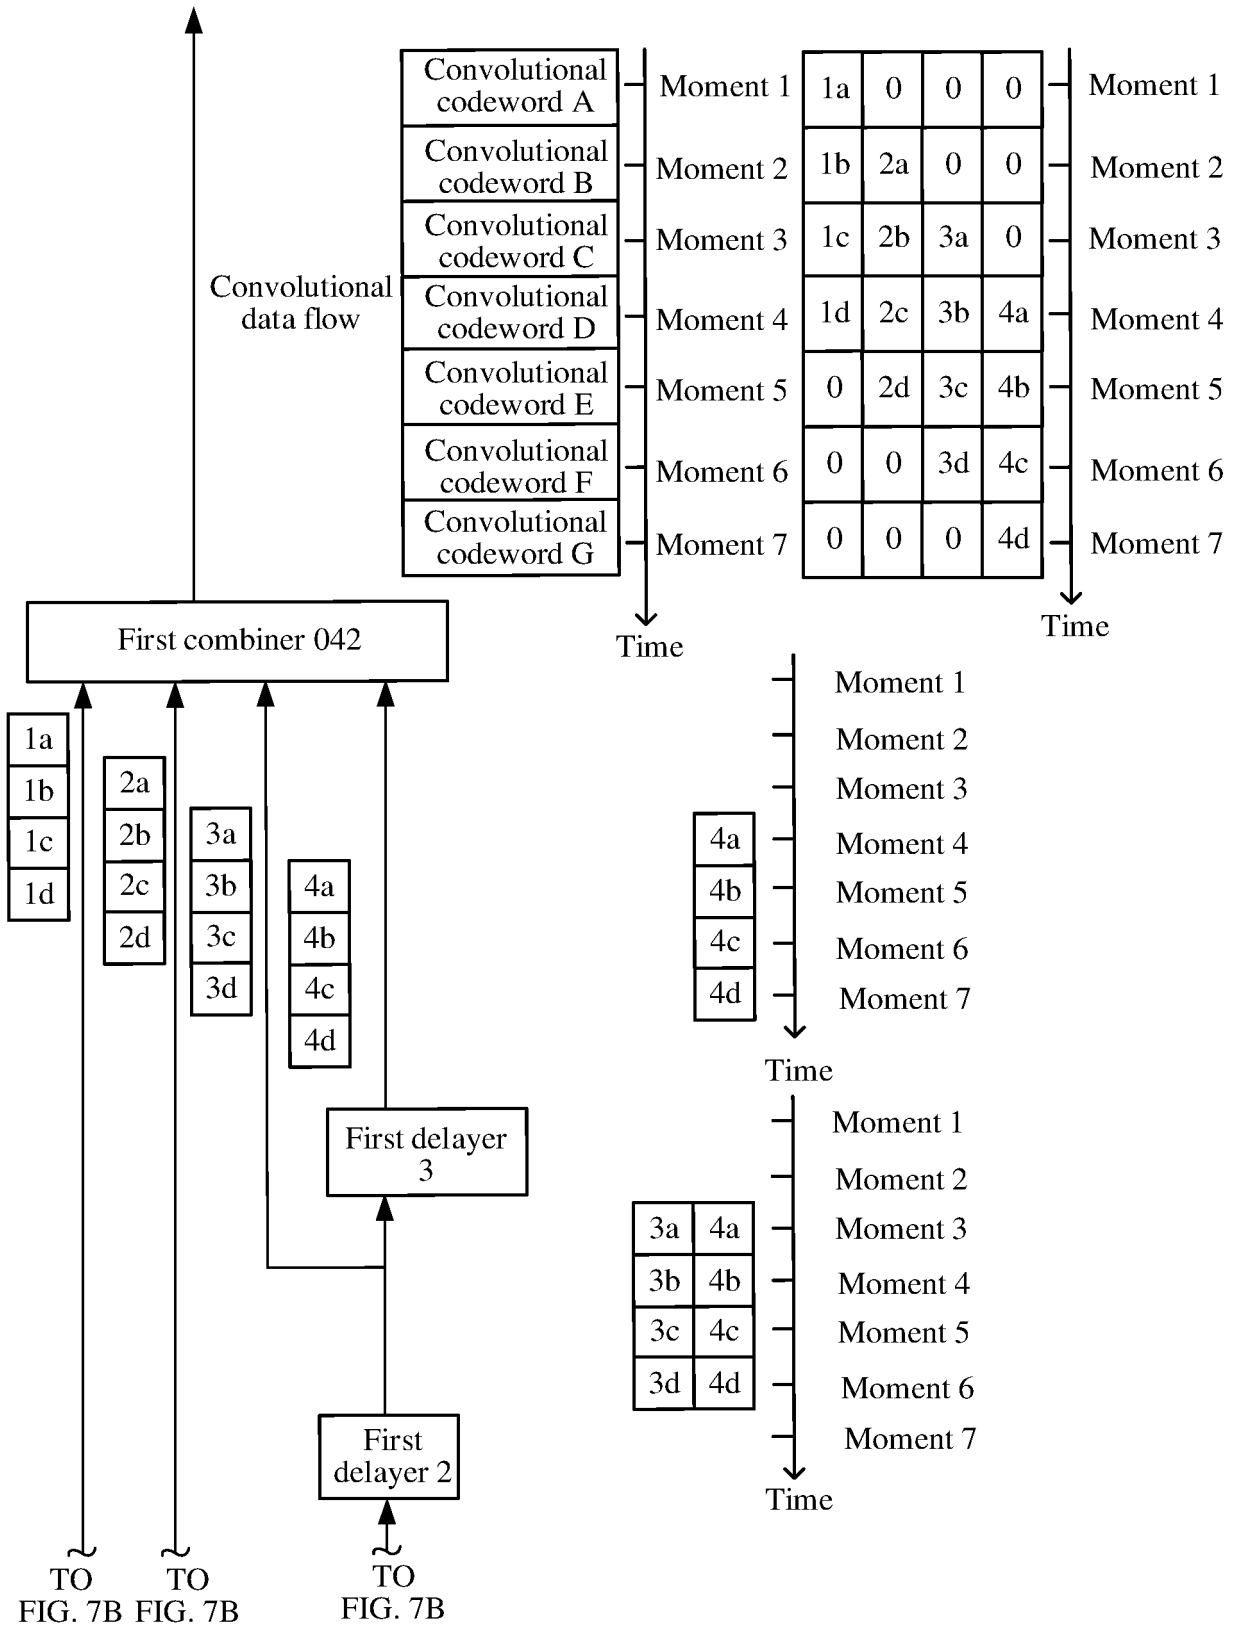 Convolutional
codeword A
Moment 1
1a 0 0 0
Moment 1
Convolutional
codeword B
Moment 2
1b 2a 0 0
Moment 2
Convolutional
codeword C
Moment 3
1c 2b 3a 0
Moment 3
Convolutional
data flow
Convolutional
codeword D
Moment 4
1d 2c 3b 4a
Moment 4
Convolutional
codeword E
Moment 5
0 2d 3c 4b
Moment 5
Convolutional
codeword F
Moment 6
0 0 3d 4c
Moment 6
Convolutional
codeword G
Moment 7
0 0 0 4d
Moment 7
Time
Time
First combiner 042
1a
1b
1c
1d
2a
2b
2c
2d
3a
3b
3c
3d
4a
4b
4c
4d
Moment 1
Moment 2
Moment 3
4a Moment 4
4b Moment 5
4c Moment 6
4d Moment 7
Time
First delayer
3
Moment 1
Moment 2
3a 4a Moment 3
3b 4b Moment 4
3c 4c Moment 5
3d 4d Moment 6
Moment 7
Time
First
delayer 2
TO
FIG. 7B
TO
FIG. 7B
TO
FIG. 7B